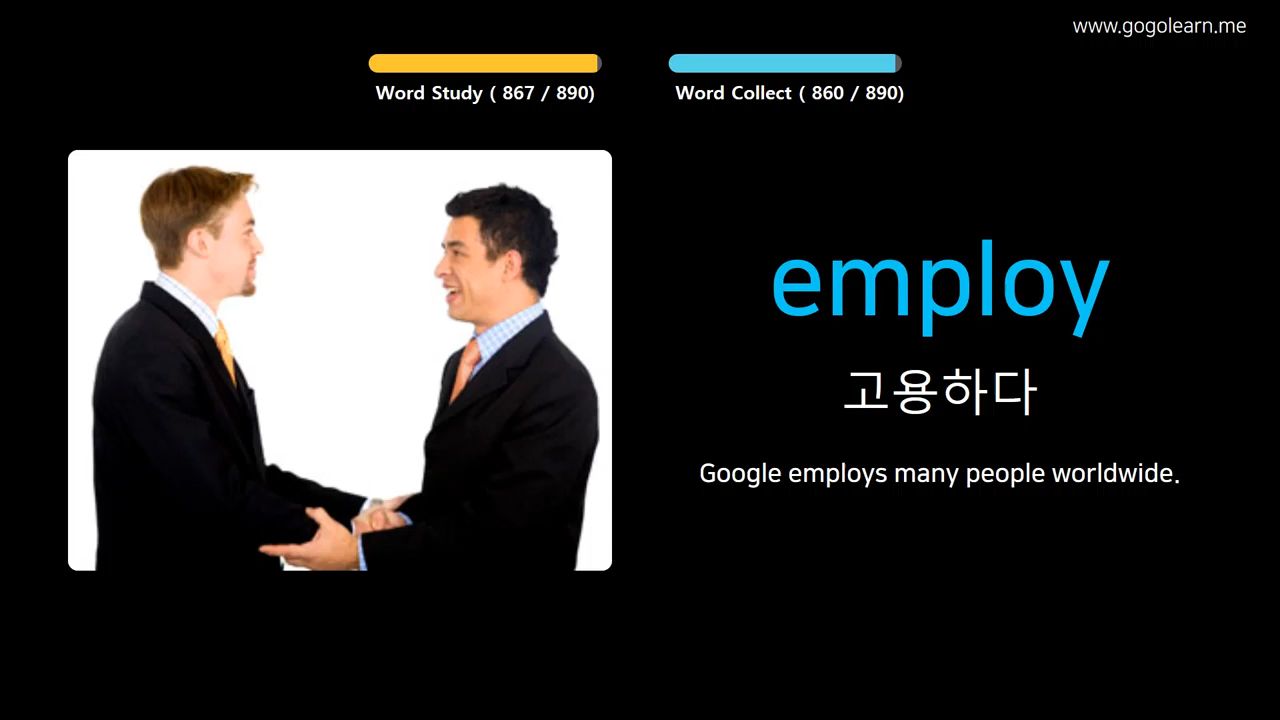 www.gogolearn.me
Word Study ( 867 / 890)
Word Collect ( 860 / 890)
employ
고용하다
Google employs many people worldwide.